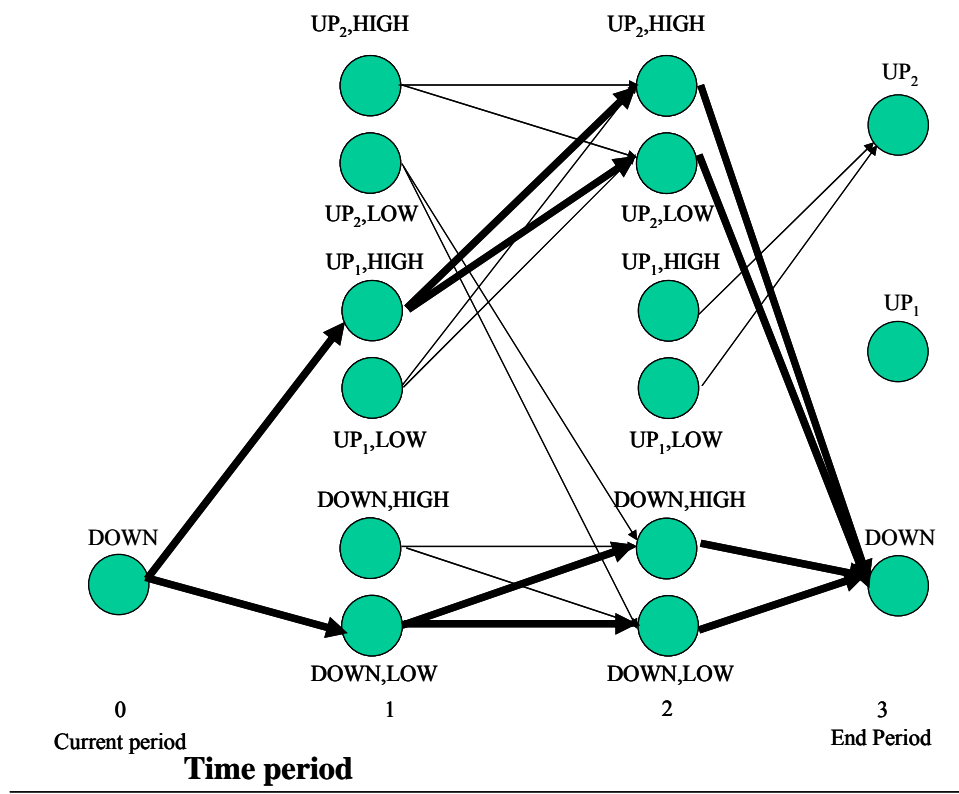 UP₂,HIGH
UP₂,HIGH
UP₂
UP₂,LOW
UP₂,LOW
UP₁,HIGH
UP₁,HIGH
UP₁
UP₁,LOW
UP₁,LOW
DOWN,HIGH
DOWN,HIGH
DOWN
DOWN
DOWN,LOW
DOWN,LOW
0
1
2
3
Current period
End Period
Time period